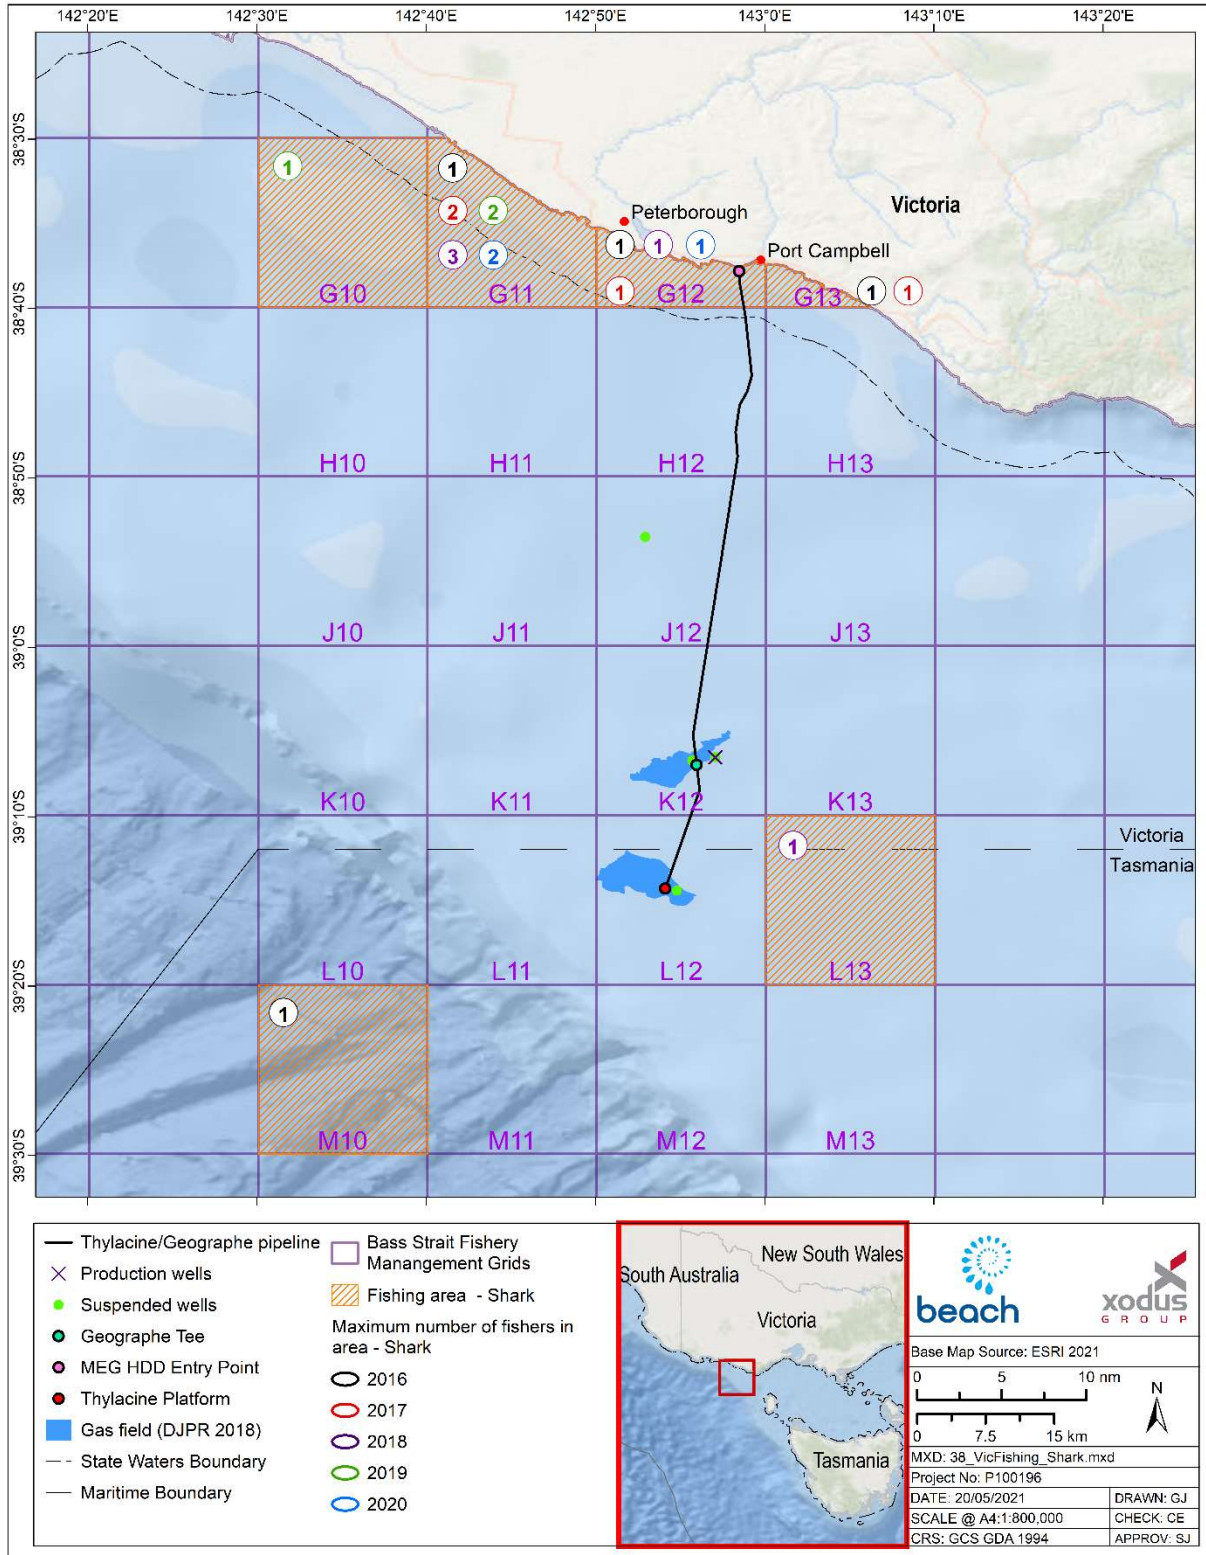 142°20'E 142°30'E 142°40'E 142°50'E 143°0'E 143°10'E 143°20'E
38°30'S
1
1
2 2
3 2
Peterborough
Victoria
1 1 1
Port Campbell
1
1 1
G10 G11 G12 G13
38°40'S
H10 H11 H12 H13
38°50'S
J10 J11 J12 J13
39°0'S
K10 K11 K12 K13
39°10'S
1
Victoria
Tasmania
L10 L11 L12 L13
39°20'S
1
M10 M11 M12 M13
39°30'S
Thylacine/Geographe pipeline
Production wells
Suspended wells
Geographe Tee
MEG HDD Entry Point
Thylacine Platform
Gas field (DJPR 2018)
State Waters Boundary
Maritime Boundary
Bass Strait Fishery
Manangement Grids
Fishing area - Shark
Maximum number of fishers in
area - Shark
2016
2017
2018
2019
2020
New South Wales
South Australia
Victoria
Tasmania
beach
xodus
GROUP
Base Map Source: ESRI 2021
0 5 10 nm
0 7.5 15 km
N
MXD: 38_VicFishing_Shark.mxd
Project No: P100196
DATE: 20/05/2021 DRAWN: GJ
SCALE @ A4:1:800,000 CHECK: CE
CRS: GCS GDA 1994 APPROV: SJ